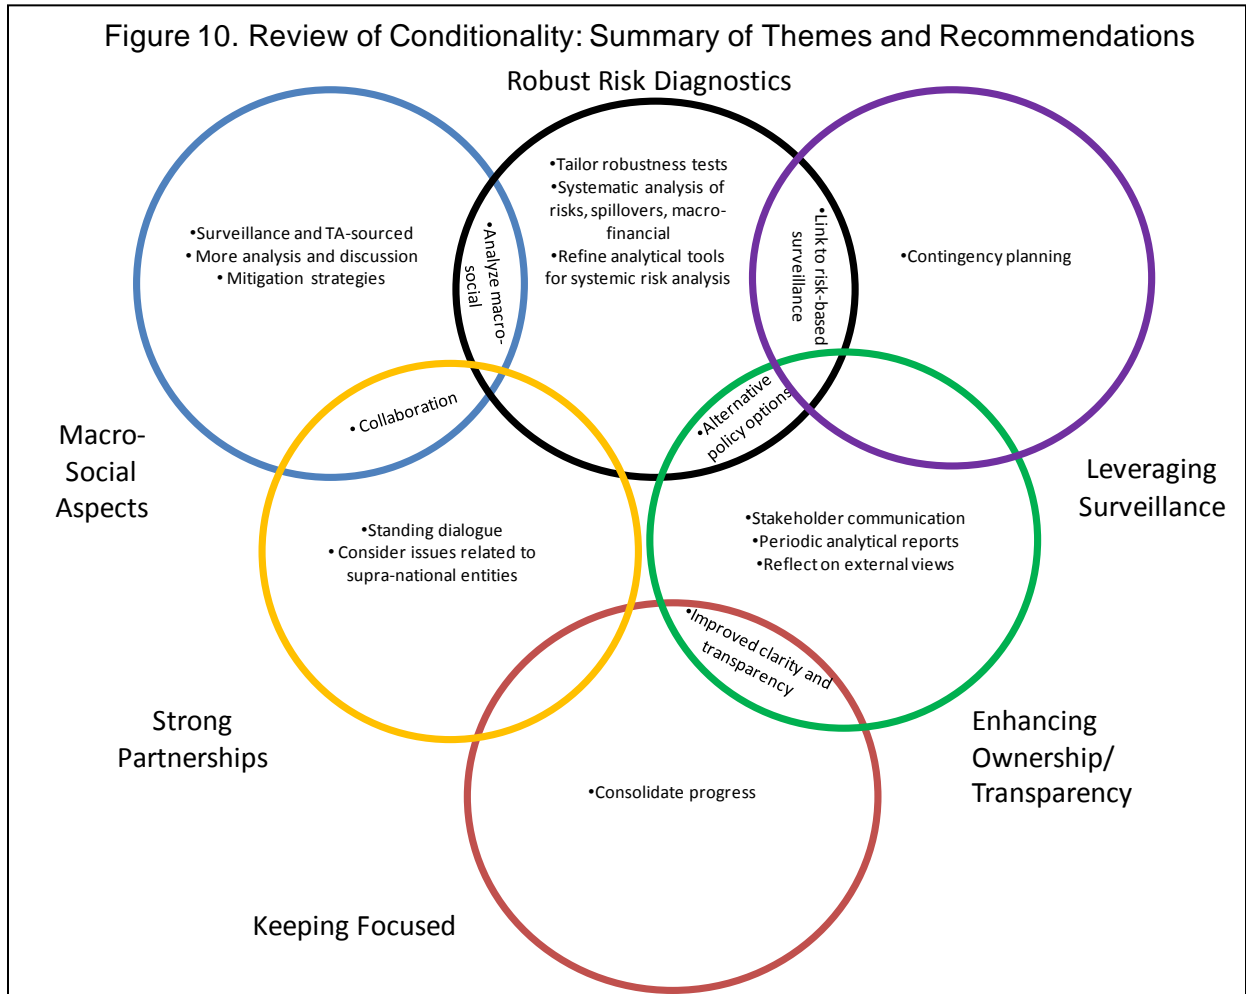 Figure 10. Review of Conditionality: Summary of Themes and Recommendations
Robust Risk Diagnostics
•Surveillance and TA-sourced
•More analysis and discussion
•Mitigation strategies
•Analyze macro-
social
•Tailor robustness tests
•Systematic analysis of
risks, spillovers, macro-
financial
•Refine analytical tools
for systemic risk analysis
•Link to risk-based
surveillance
•Contingency planning
•Collaboration
•Alternative
policy options
Macro-
Social
Aspects
Leveraging
Surveillance
•Standing dialogue
•Consider issues related to
supra-national entities
•Stakeholder communication
•Periodic analytical reports
•Reflect on external views
•Improved clarity and
transparency
Strong
Partnerships
Enhancing
Ownership/
Transparency
•Consolidate progress
Keeping Focused